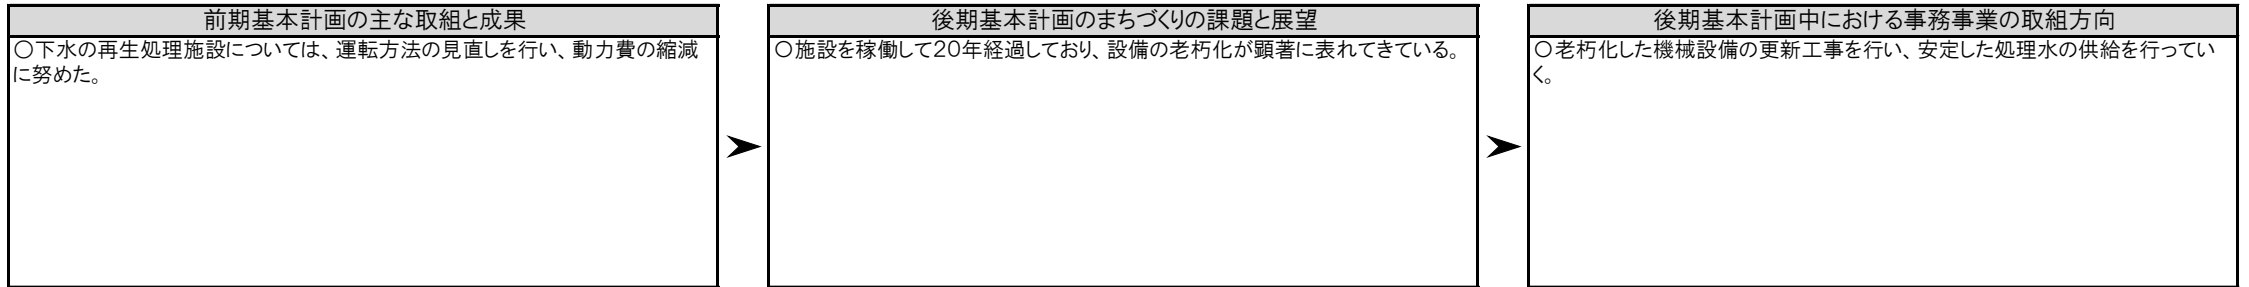 前期基本計画の主な取組と成果
○下水の再生処理施設については、運転方法の見直しを行い、動力費の縮減
に努めた。
後期基本計画のまちづくりの課題と展望
○施設を稼働して20年経過しており、設備の老朽化が顕著に表れてきている。
後期基本計画中における事務事業の取組方向
○老朽化した機械設備の更新工事を行い、安定した処理水の供給を行ってい
く。